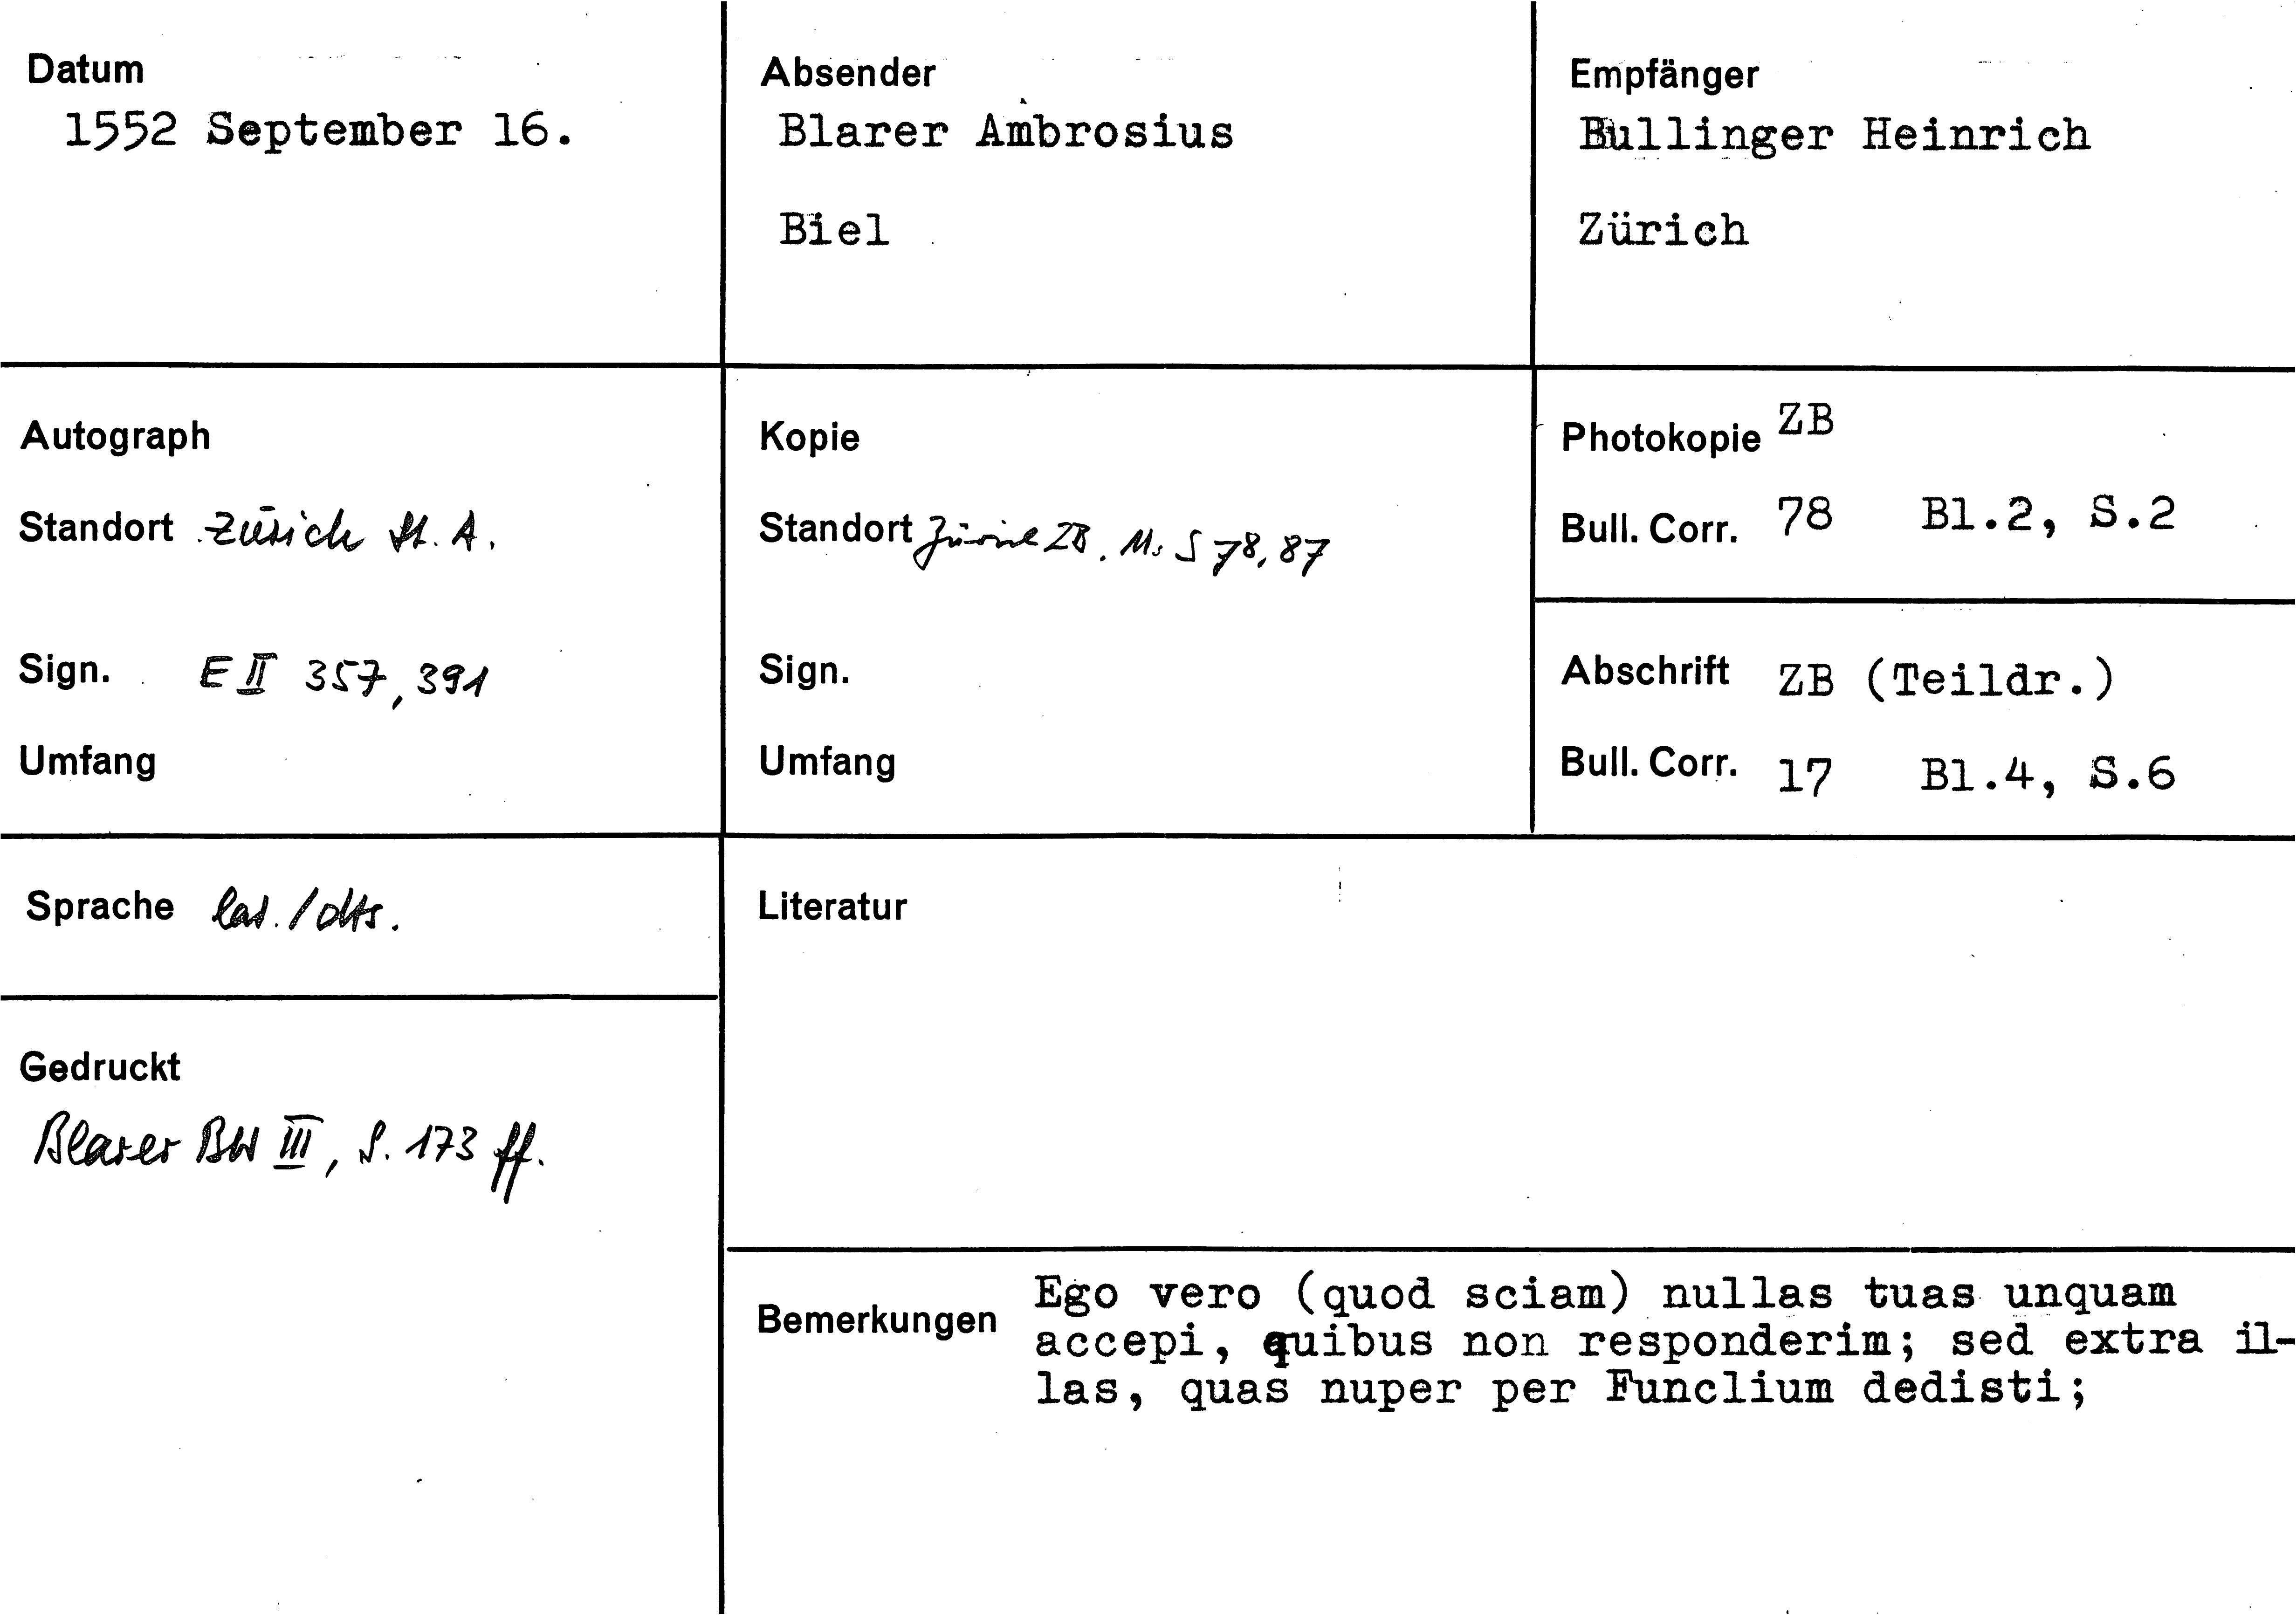 Datum
1552 September 16.
Absender
Blarer Ambrosius
Biel
Empfänger
Bullinger Heinrich
Zürich
Autograph
Standort Zürich St. A.
Sign. E II 357, 391
Umfang
Kopie
Standort Zürich ZB. Ms S 78, 87
Sign.
Umfang
Photokopie ZB
Bull. Corr. 78 Bl.2, S.2
Abschrift ZB (Teildr.)
Bull. Corr. 17 Bl.4, S.6
Sprache lat. / dts.
Gedruckt
Blarer BW III, S. 173 ff.
Literatur
Bemerkungen
Ego vero (quod sciam) nullas tuas unquam
accepi, quibus non responderim; sed extra il-
las, quas nuper per Funclium dedisti;